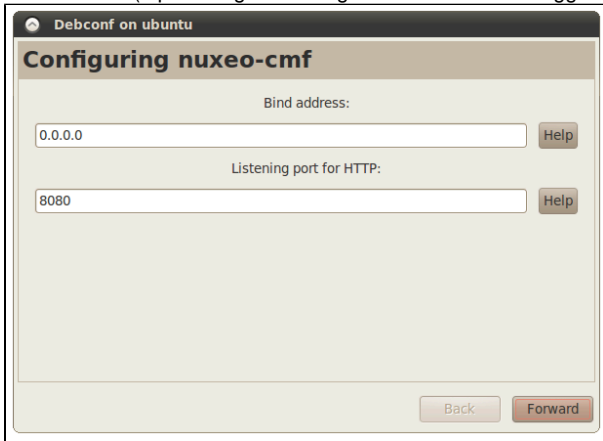 Debconf on ubuntu
Configuring nuxeo-cmf
Bind address:
0.0.0.0 Help
Listening port for HTTP:
8080 Help
Back Forward